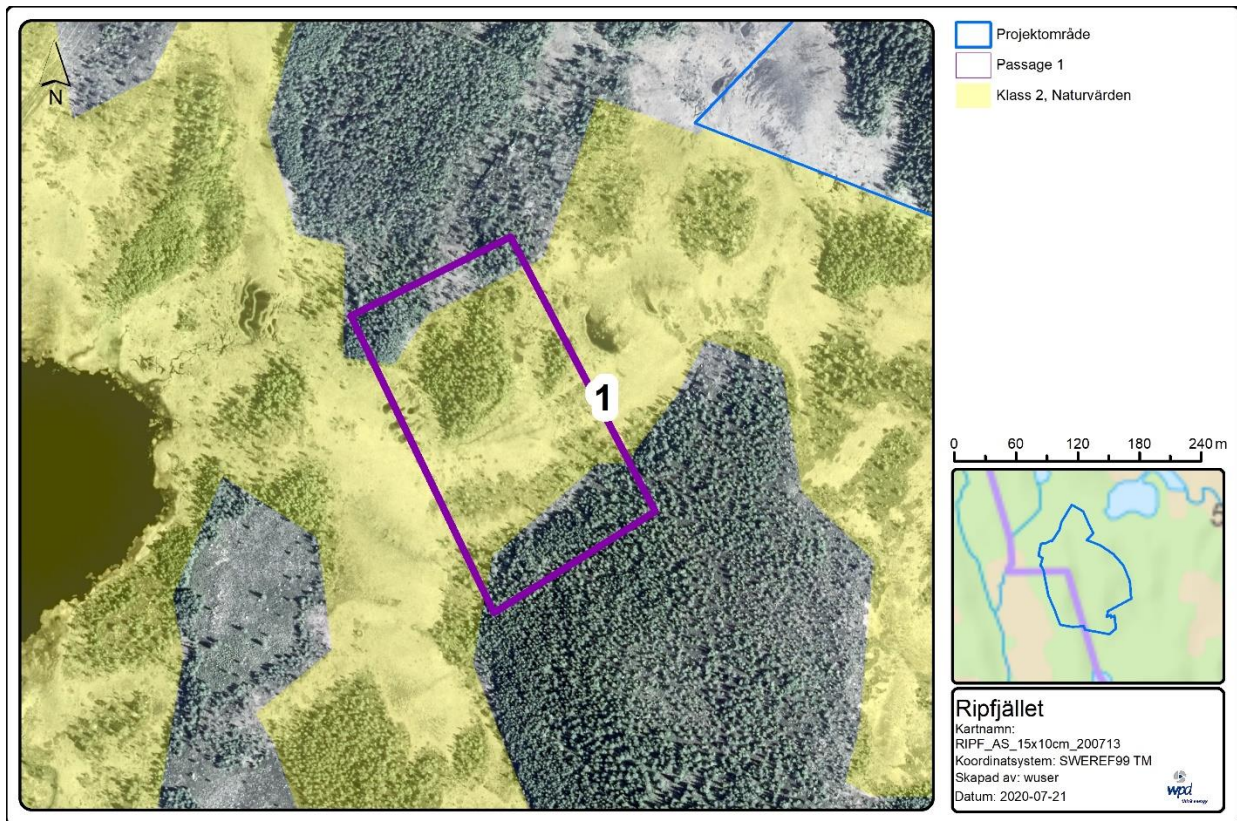 N
1
Projektområde
Passage 1
Klass 2, Naturvärden
0 60 120 180 240 m
5
Ripfjället
Kartnamn:
RIPF_AS_15x10cm_200713
Koordinatsystem: SWEREF99 TM
Skapad av: wuser
Datum: 2020-07-21
wpd